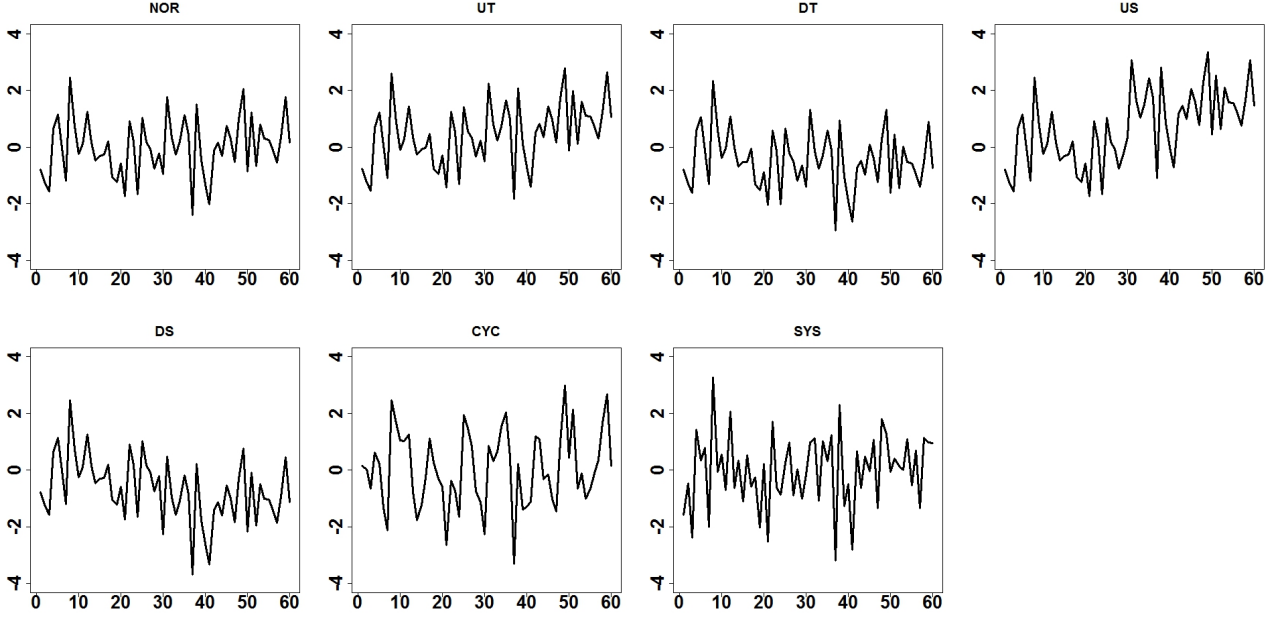 NOR UT DT US
4 4 4 4
2 2 2 2
0 0 0 0
-2 -2 -2 -2
-4 -4 -4 -4
0 10 20 30 40 50 60 0 10 20 30 40 50 60 0 10 20 30 40 50 60 0 10 20 30 40 50 60
DS CYC SYS
4 4 4
2 2 2
0 0 0
-2 -2 -2
-4 -4 -4
0 10 20 30 40 50 60 0 10 20 30 40 50 60 0 10 20 30 40 50 60